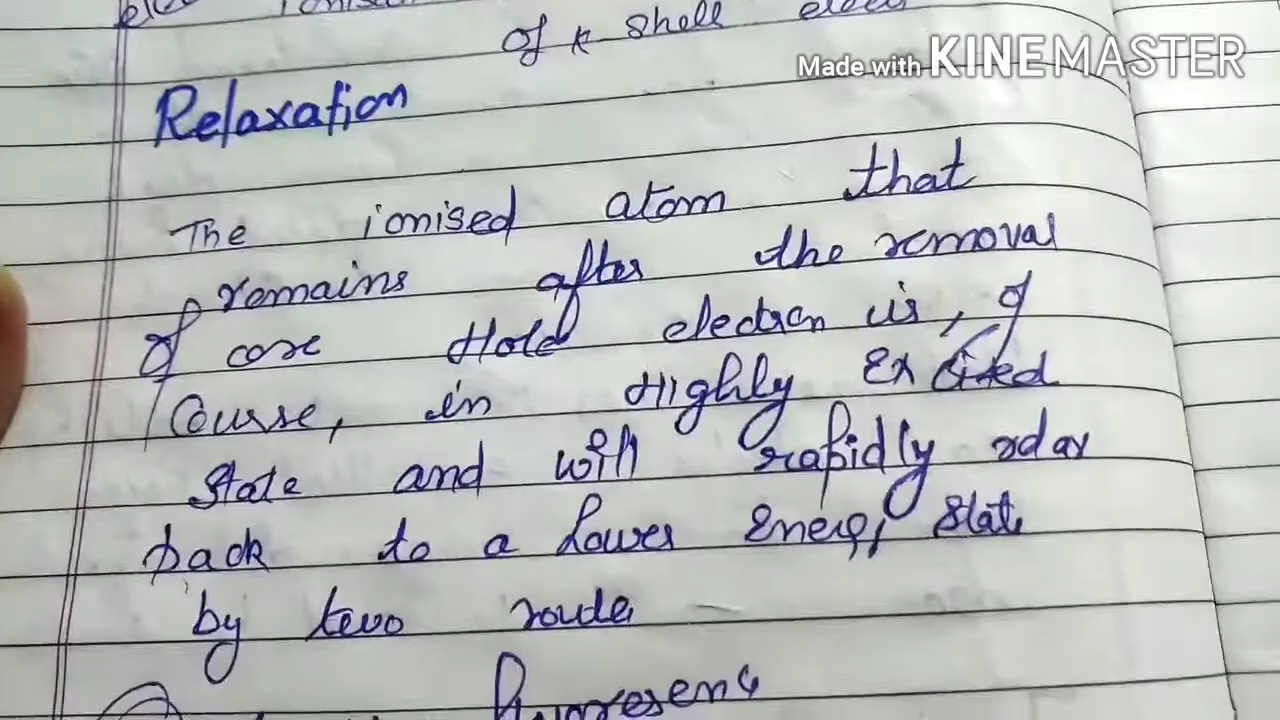 of k shell
Made with KINEMASTER
Relaxation
The ionised atom that
remains after the removal
of core Hole electron is, of
Course, in Highly Excited
state and with rapidly relax
back to a lower Energy state
by two route